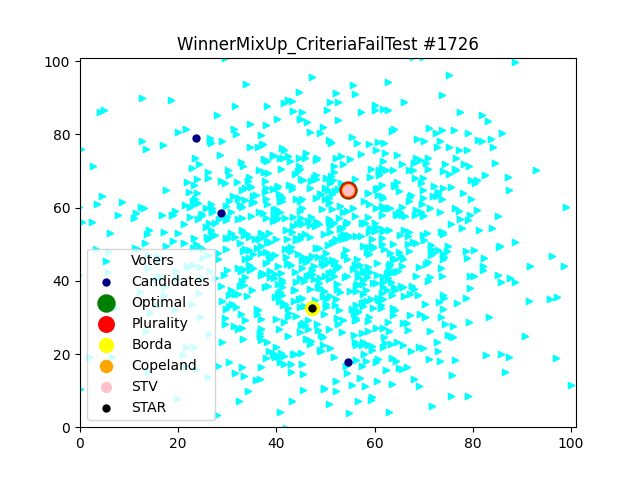 WinnerMixUp_CriteriaFailTest #1726
100
80
60
40
20
0
0 20 40 60 80 100
Voters
Candidates
Optimal
Plurality
Borda
Copeland
STV
STAR